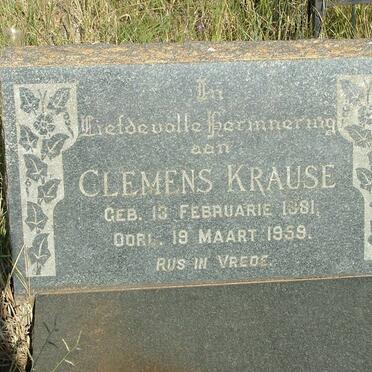 In
Liefdevolle Herinnering
aan
CLEMENS KRAUSE
GEB. 13 FEBRUARIE 1881,
OORL. 19 MAART 1959.
RUS IN VREDE.